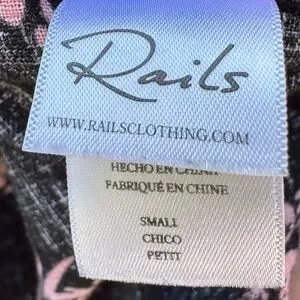 Rails
WWW.RAILSCLOTHING.COM
HECHO EN CHINA
FABRIQUÉ EN CHINE
SMALL
CHICO
PETIT